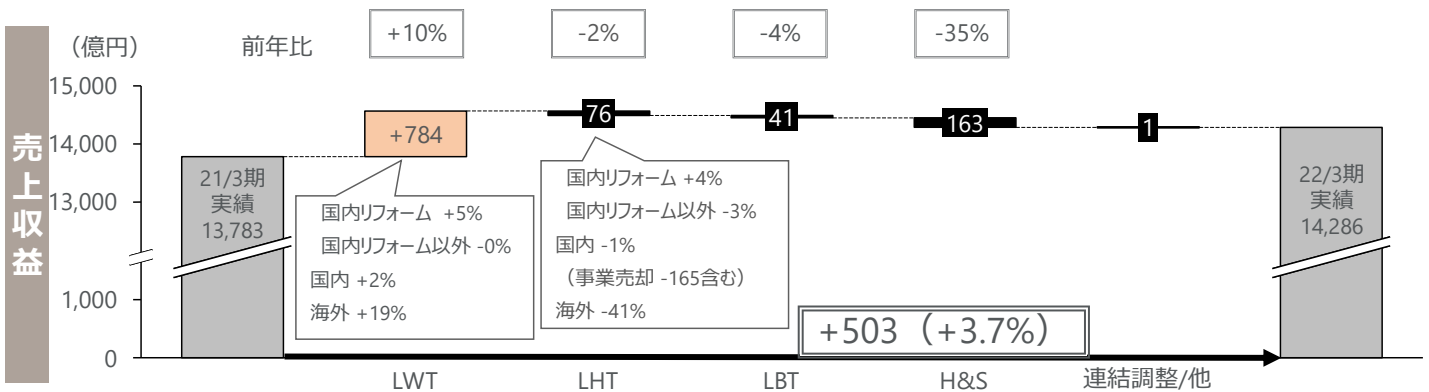 売上収益
（億円）
前年比
+10%
-2%
-4%
-35%
15,000
14,000
13,000
1,000
0
21/3期
実績
13,783
+784
76
41
163
1
22/3期
実績
14,286
国内リフォーム +5%
国内リフォーム以外 -0%
国内 +2%
海外 +19%
国内リフォーム +4%
国内リフォーム以外 -3%
国内 -1%
（事業売却 -165含む）
海外 -41%
+503（+3.7%）
LWT
LHT
LBT
H&S
連結調整/他